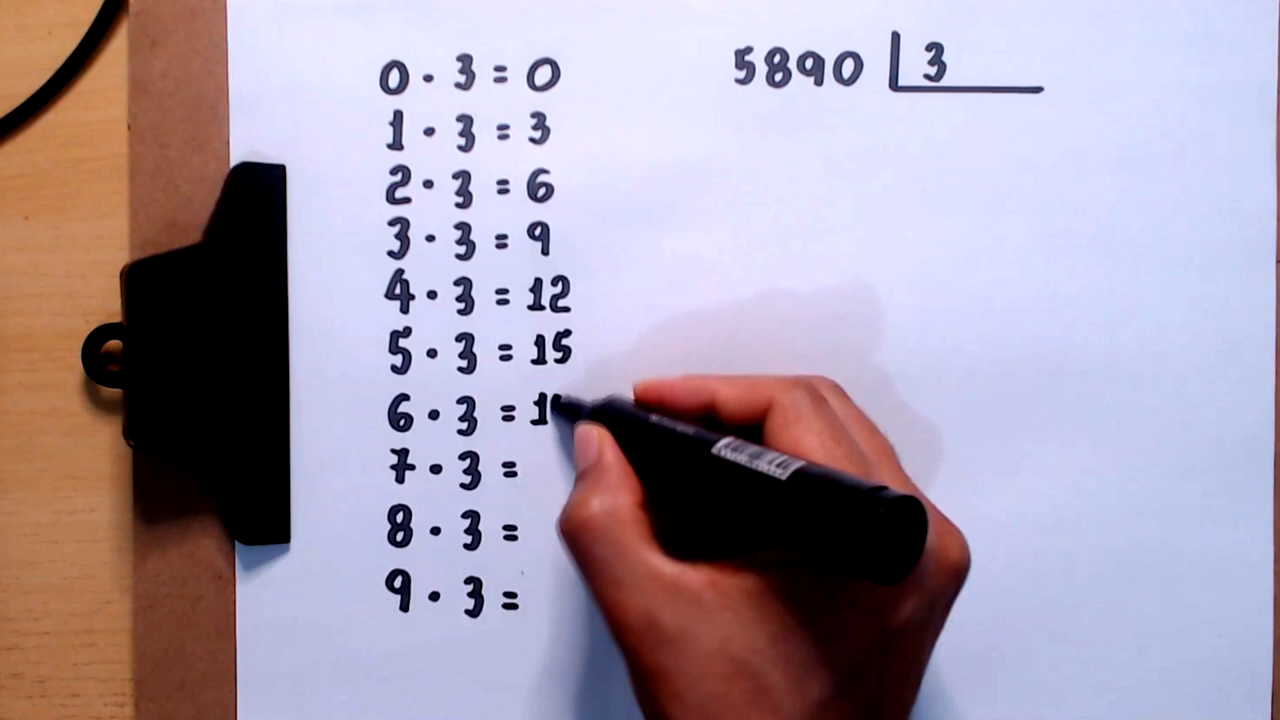 0 · 3 = 0
1 · 3 = 3
2 · 3 = 6
3 · 3 = 9
4 · 3 = 12
5 · 3 = 15
6 · 3 = 1
7 · 3 =
8 · 3 =
9 · 3 =
5890 3